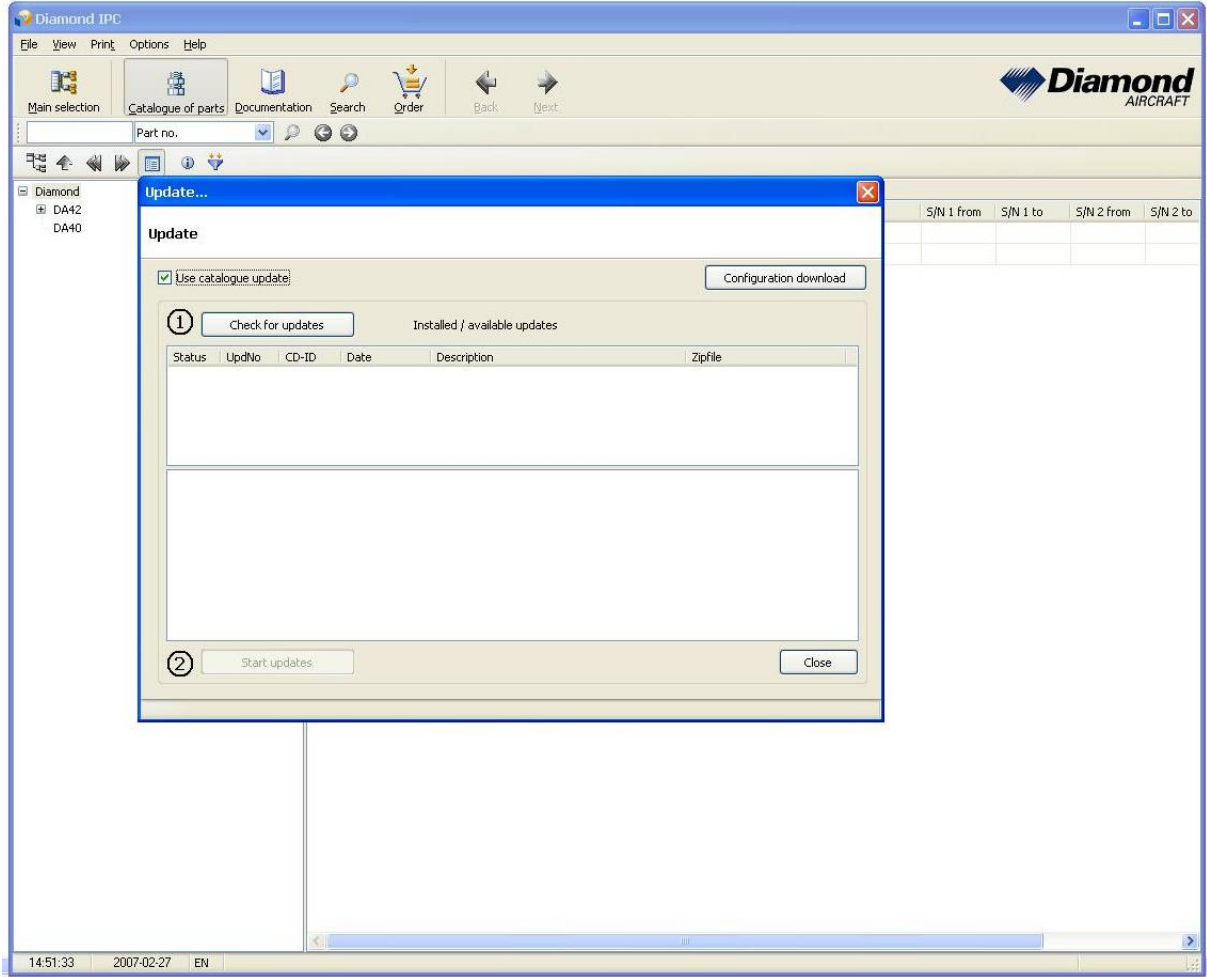 Diamond IPC
File View Print Options Help
Main selection Catalogue of parts Documentation Search Order Back Next
Diamond
AIRCRAFT
Part no.
Diamond
DA42
DA40
S/N 1 from S/N 1 to S/N 2 from S/N 2 to
Update...
Update
Use catalogue update Configuration download
1 Check for updates Installed / available updates
Status UpdNo CD-ID Date Description Zipfile
2 Start updates Close
14:51:33 2007-02-27 EN